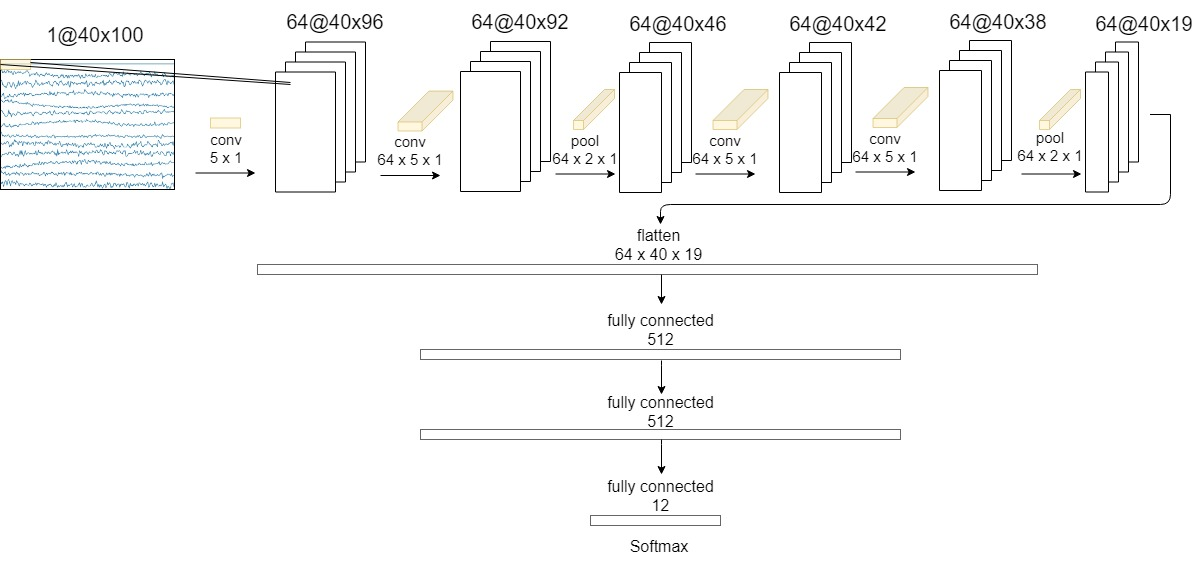 1@40x100
64@40x96
64@40x92
64@40x46
64@40x42
64@40x38
64@40x19
conv
5 x 1
conv
64 x 5 x 1
pool
64 x 2 x 1
conv
64 x 5 x 1
conv
64 x 5 x 1
pool
64 x 2 x 1
flatten
64 x 40 x 19
fully connected
512
fully connected
512
fully connected
12
Softmax